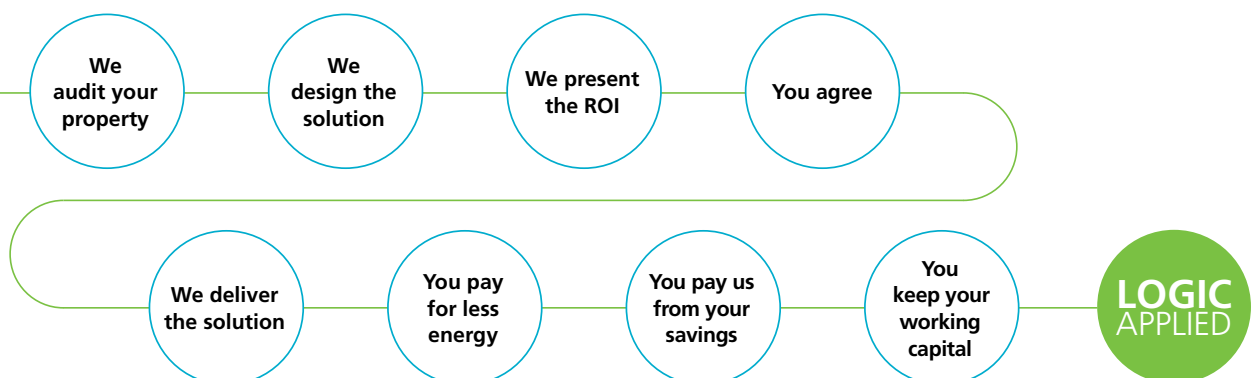 We
audit your
property
We
design the
solution
We present
the ROI
You agree
We deliver
the solution
You pay
for less
energy
You pay us
from your
savings
You
keep your
working
capital
LOGIC
APPLIED